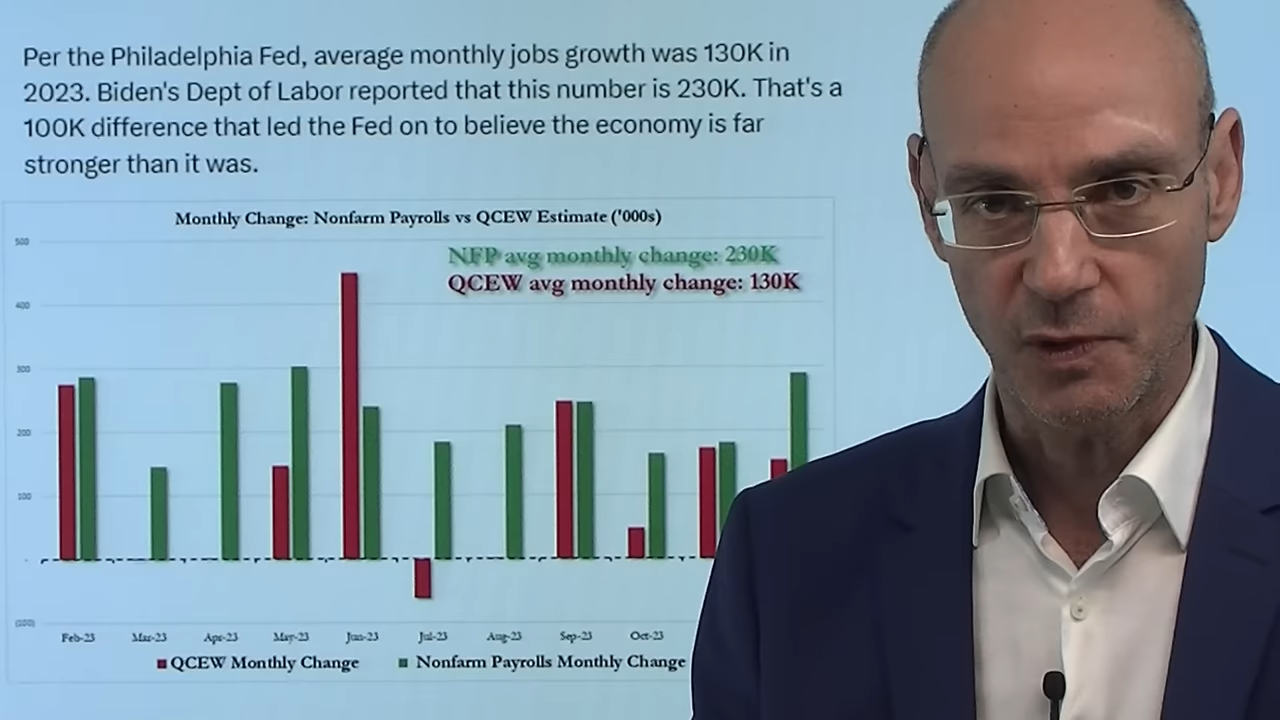 Per the Philadelphia Fed, average monthly jobs growth was 130K in
2023. Biden's Dept of Labor reported that this number is 230K. That's a
100K difference that led the Fed on to believe the economy is far
stronger than it was.
Monthly Change: Nonfarm Payrolls vs QCEW Estimate ('000s)
NFP avg monthly change: 230K
QCEW avg monthly change: 130K
500
400
300
200
100
-
(100)
Feb-23 Mar-23 Apr-23 May-23 Jun-23 Jul-23 Aug-23 Sep-23 Oct-23
QCEW Monthly Change Nonfarm Payrolls Monthly Change